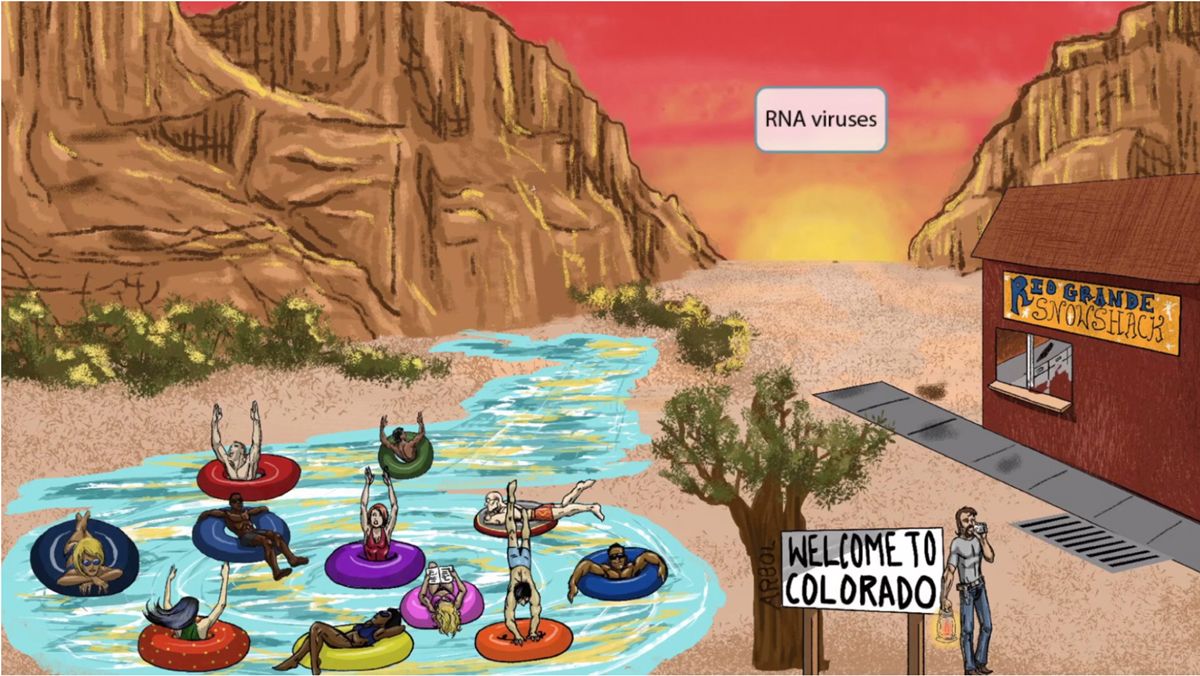 RNA viruses
RIO GRANDE
SNOWSHACK
WELCOME TO
COLORADO
ARBOL